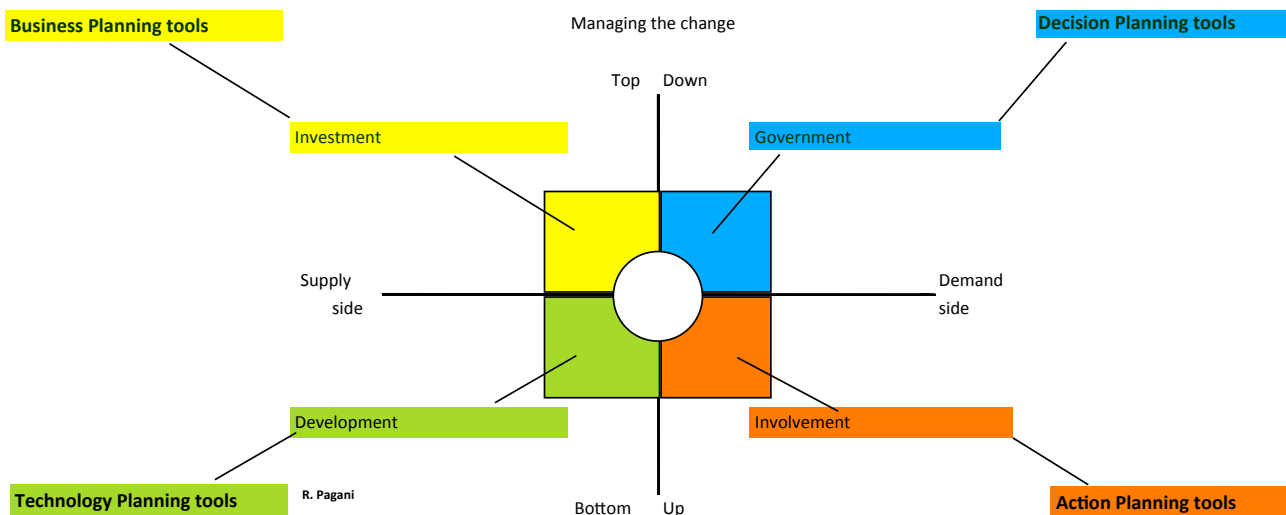 Business Planning tools
Managing the change
Decision Planning tools
Top Down
Investment
Government
Supply
side
Demand
side
Development
Involvement
Technology Planning tools
R. Pagani
Bottom Up
Action Planning tools